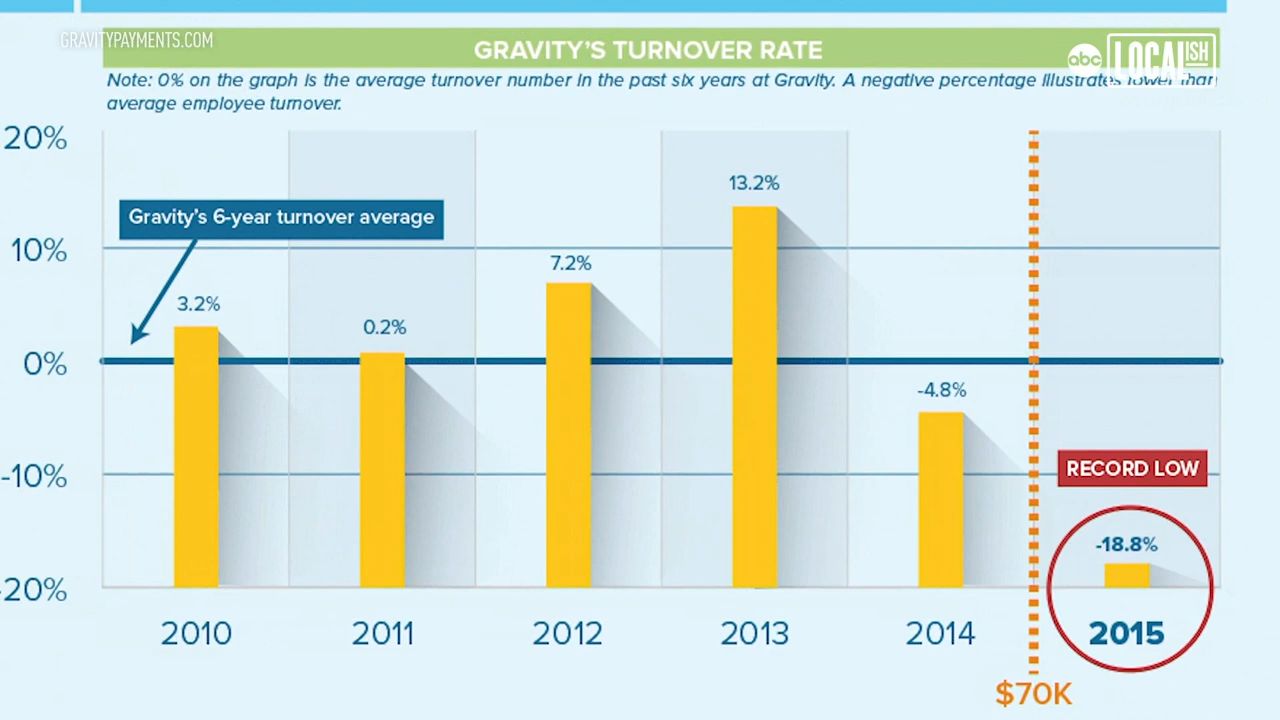 GRAVITYPAYMENTS.COM
GRAVITY'S TURNOVER RATE
abc LOCALISH
Note: 0% on the graph is the average turnover number in the past six years at Gravity. A negative percentage illustrates lower than
average employee turnover.
20%
10%
0%
-10%
-20%
Gravity's 6-year turnover average
3.2%
0.2%
7.2%
13.2%
-4.8%
RECORD LOW
-18.8%
2010 2011 2012 2013 2014 2015
$70K